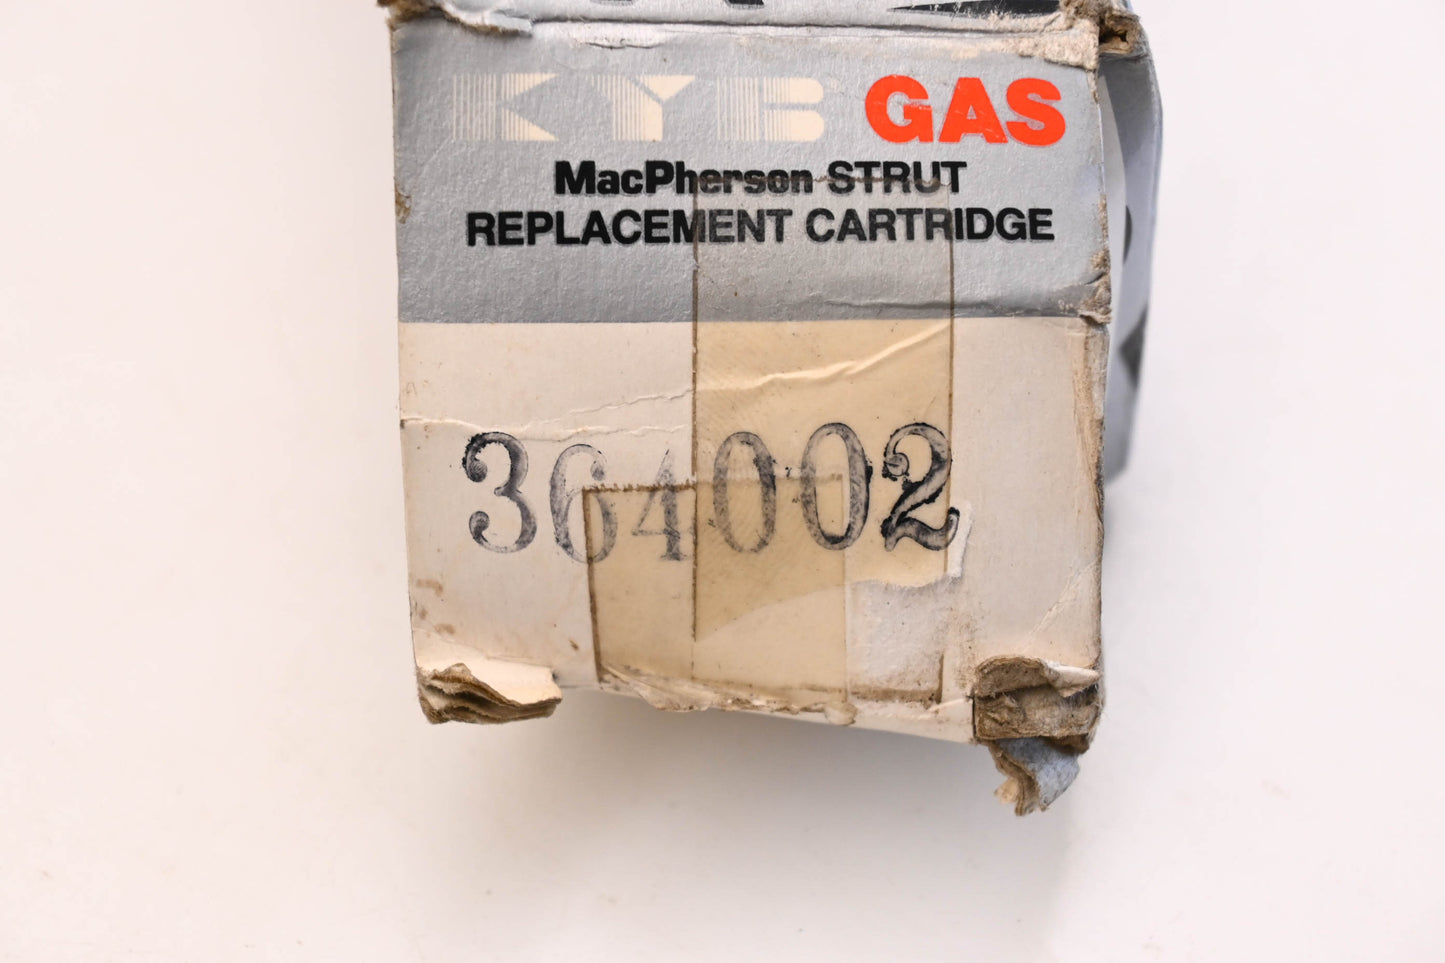 KYB GAS
MacPherson STRUT
REPLACEMENT CARTRIDGE
364002